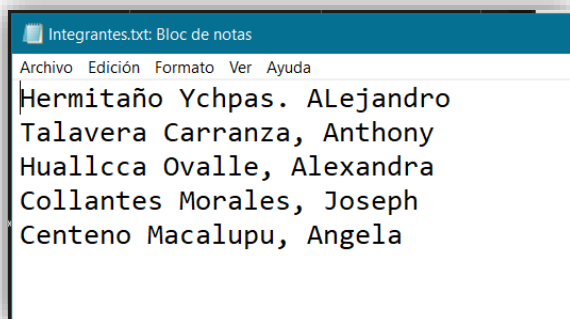 Integrantes.txt: Bloc de notas
Archivo Edición Formato Ver Ayuda
Hermitaño Ychpas. ALejandro
Talavera Carranza, Anthony
Huallcca Ovalle, Alexandra
Collantes Morales, Joseph
Centeno Macalupu, Angela